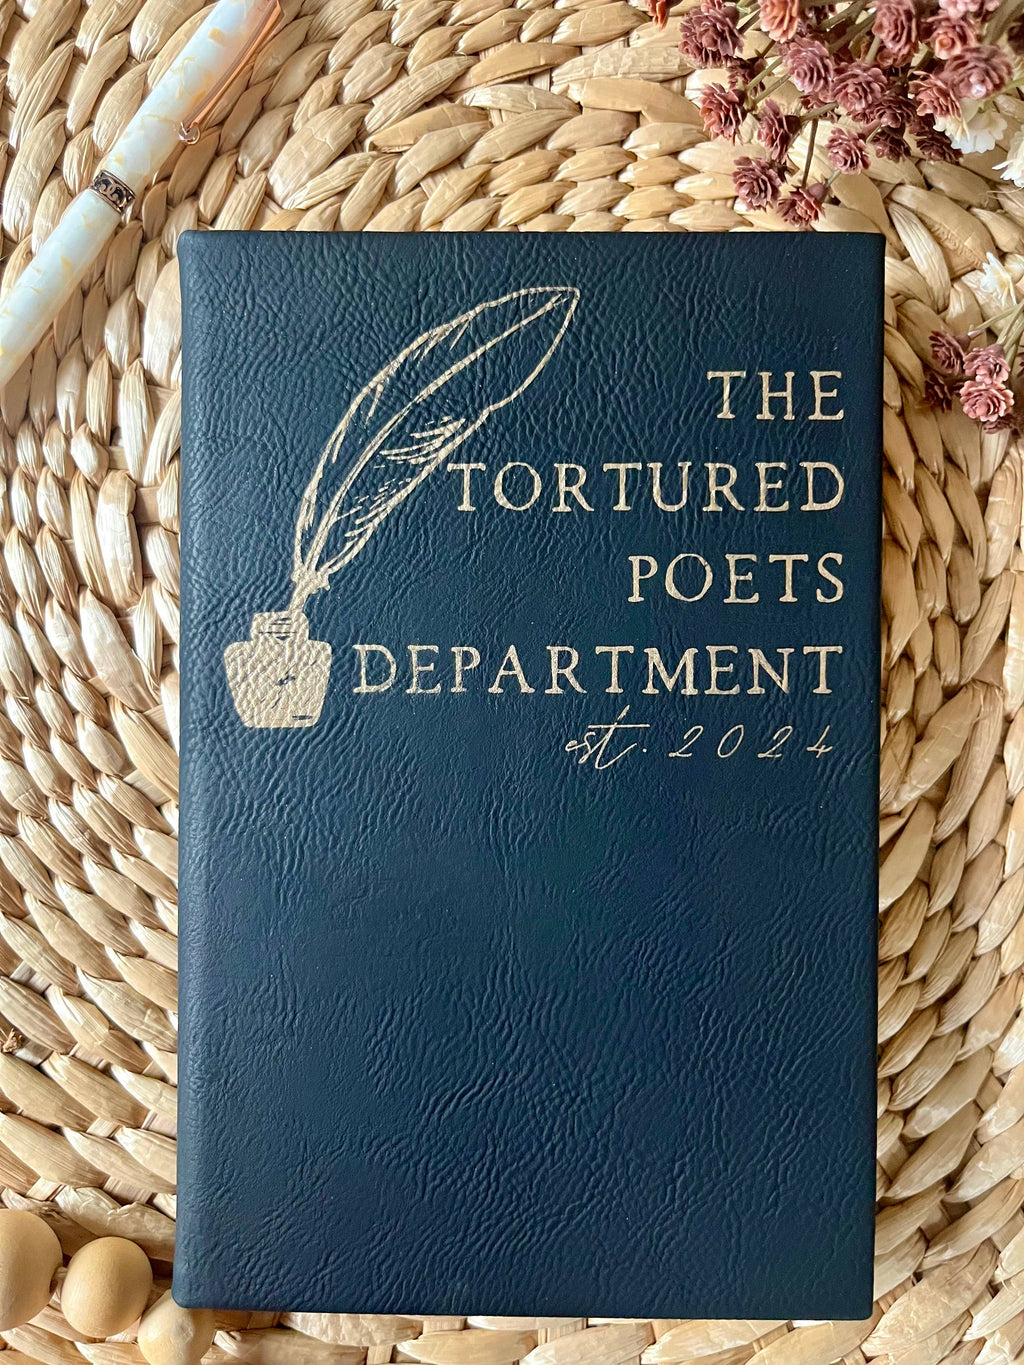 THE
TORTURED
POETS
DEPARTMENT
est. 2024